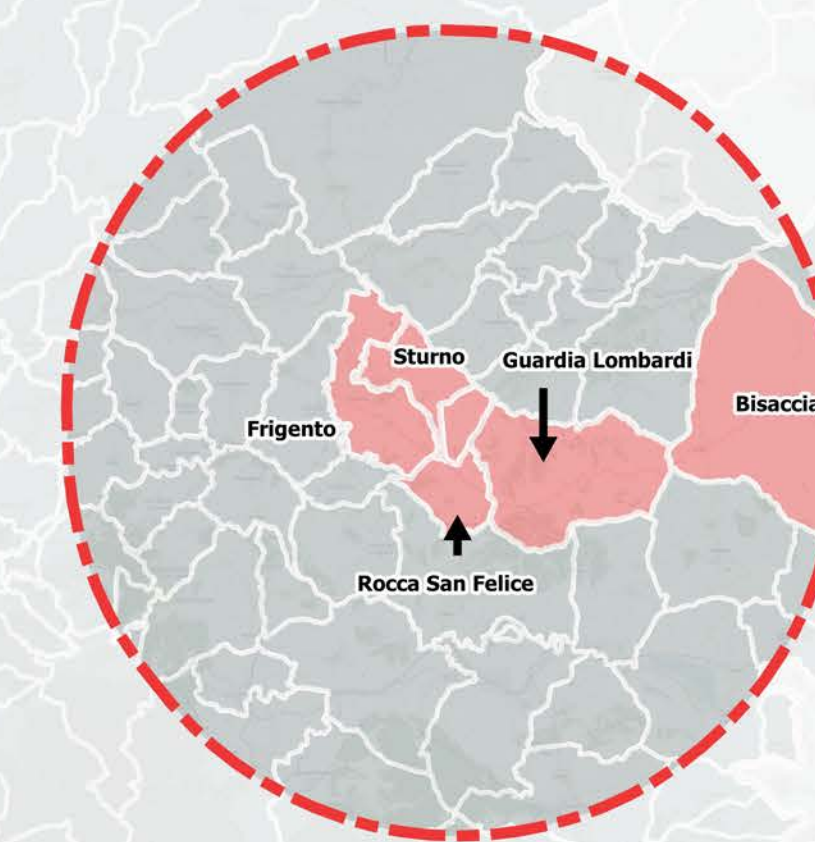 Sturno
Guardia Lombardi
Bisaccia
Frigento
Rocca San Felice